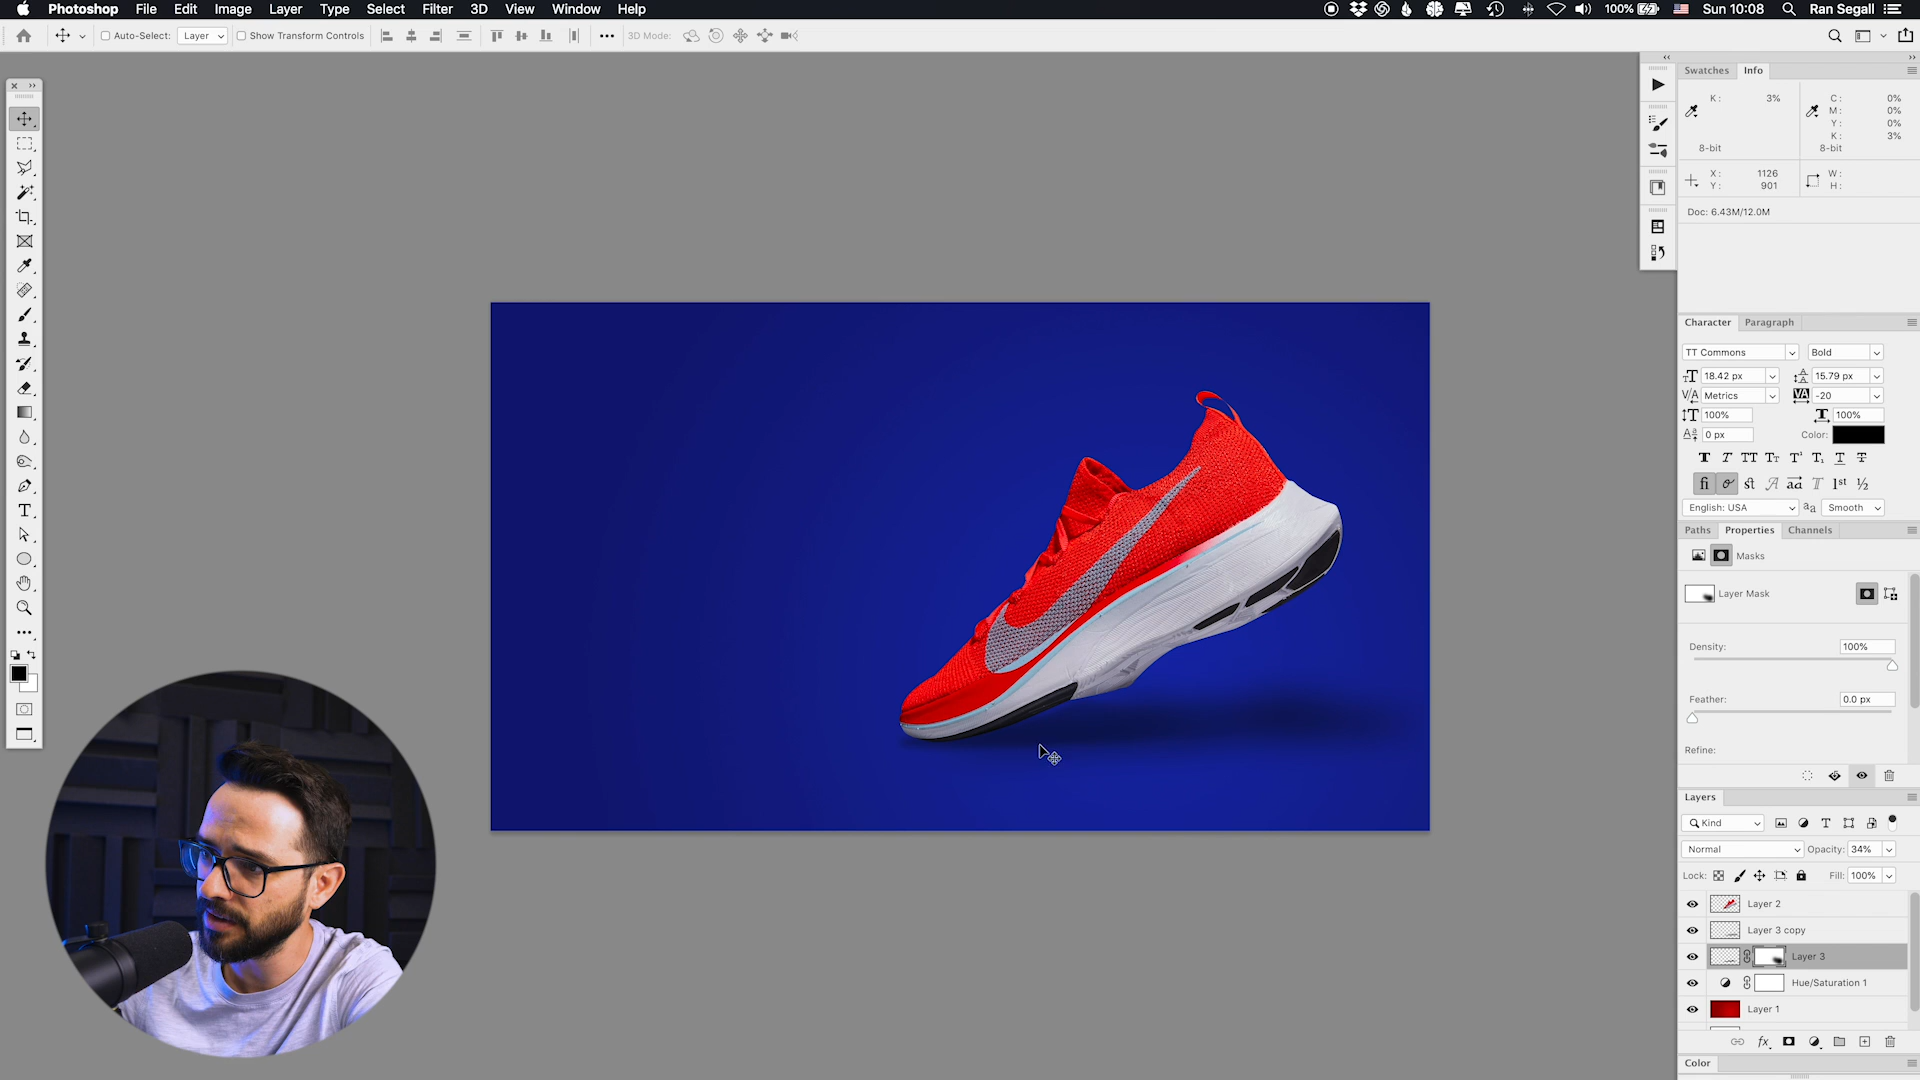 Photoshop File Edit Image Layer Type Select Filter 3D View Window Help 100% Sun 10:08 Ran Segall
Auto-Select: Layer Show Transform Controls 3D Mode:
Swatches Info
K: 3% C: 0%
M: 0%
Y: 0%
K: 3%
8-bit 8-bit
X: 1126 W:
Y: 901 H:
Doc: 6.43M/12.0M
Character Paragraph
TT Commons Bold
18.42 px 15.79 px
Metrics -20
100% 100%
0 px Color:
English: USA Smooth
Paths Properties Channels
Masks
Layer Mask
Density: 100%
Feather: 0.0 px
Refine:
Layers
Kind
Normal Opacity: 34%
Lock: Fill: 100%
Layer 2
Layer 3 copy
Layer 3
Hue/Saturation 1
Layer 1
fx
Color